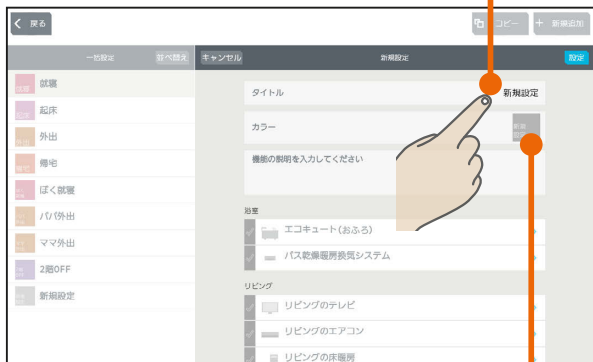 戻る
コピー
新規追加
一括設定
並べ替え
キャンセル
新規設定
設定
就寝
起床
外出
帰宅
ぼく就寝
パパ外出
ママ外出
2階OFF
新規設定
タイトル
新規設定
カラー
機能の説明を入力してください
浴室
エコキュート(おふろ)
バス乾燥暖房換気システム
リビング
リビングのテレビ
リビングのエアコン
リビングの床暖房